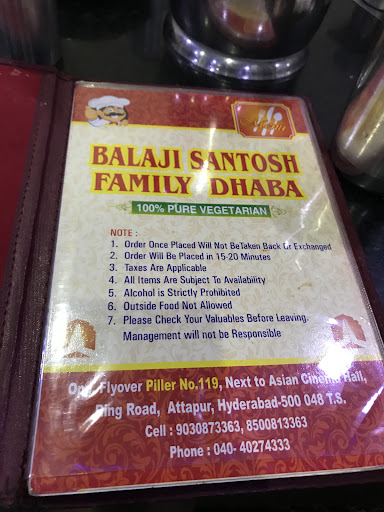 Menu
BALAJI SANTOSH
FAMILY DHABA
100% PURE VEGETARIAN
NOTE :
1. Order Once Placed Will Not BeTaken Back Or Exchanged
2. Order Will Be Placed in 15-20 Minutes
3. Taxes are Applicable
4. All Items Are Subject To Availability
5. Alcohol is Strictly Prohibited
6. Outside Food Not Allowed
7. Please Check Your Valuables Before Leaving.
Management will not be Responsible
Opp. Flyover Piller No.119, Next to Asian Cinema Hall,
Ring Road, Attapur, Hyderabad-500 048 T.S.
Cell : 9030873363, 8500813363
Phone : 040- 40274333